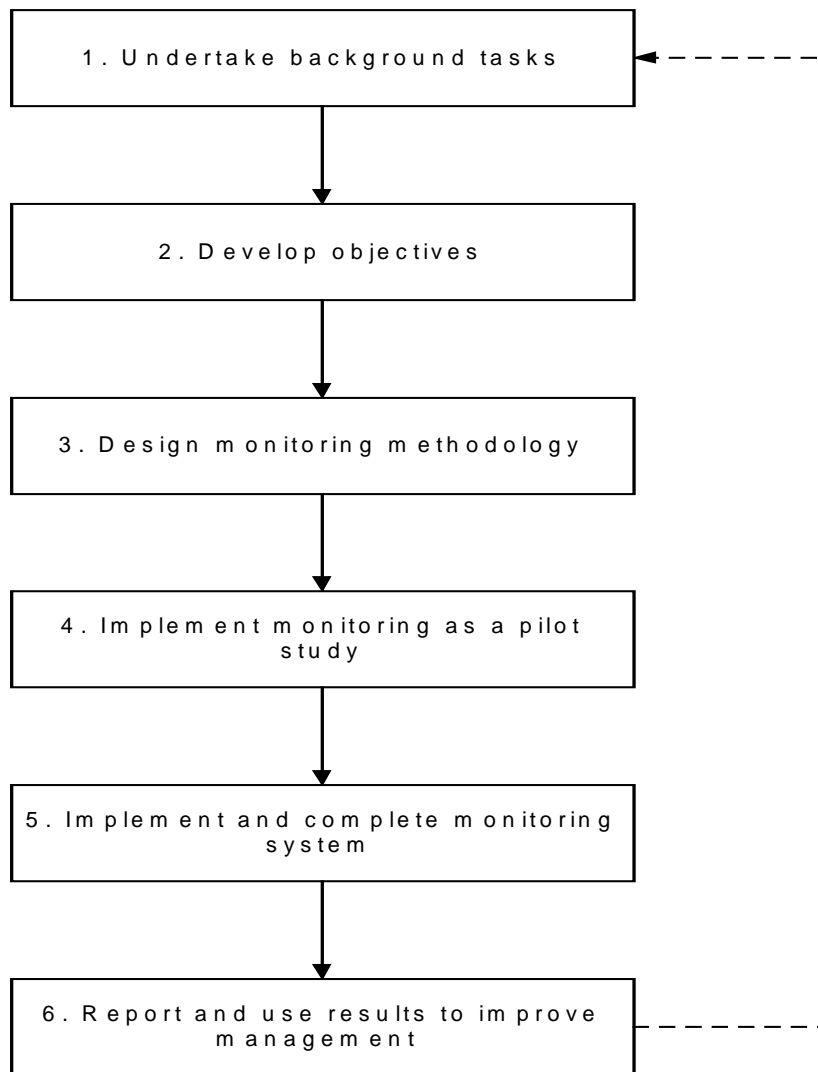 1. Undertake background tasks
2. Develop objectives
3. Design monitoring methodology
4. Implement monitoring as a pilot
study
5. Implement and complete monitoring
system
6. Report and use results to improve
management